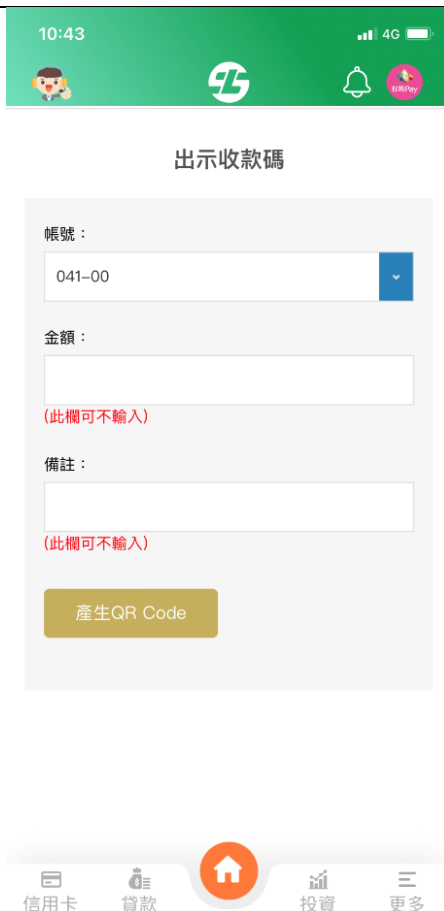 10:43
4G
台灣Pay
出示收款碼
帳號：
041-00
金額：
(此欄可不輸入)
備註：
(此欄可不輸入)
產生QR Code
信用卡
貸款
投資
更多